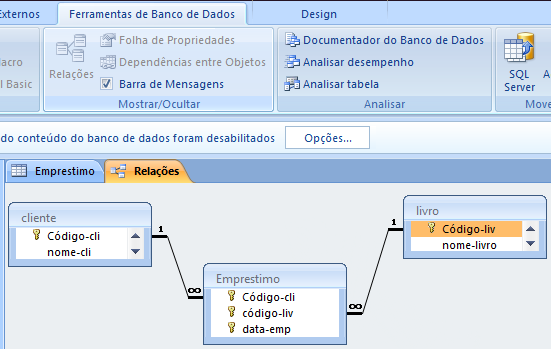 xternos
Ferramentas de Banco de Dados
Design
acro
l Basic
Relações
Folha de Propriedades
Dependências entre Objetos
Barra de Mensagens
Mostrar/Ocultar
Documentador do Banco de Dados
Analisar desempenho
Analisar tabela
Analisar
SQL
Server
A
Move
do conteúdo do banco de dados foram desabilitados
Opções...
Emprestimo
Relações
cliente
Código-cli
nome-cli
1
∞
Emprestimo
Código-cli
código-liv
data-emp
∞
1
livro
Código-liv
nome-livro